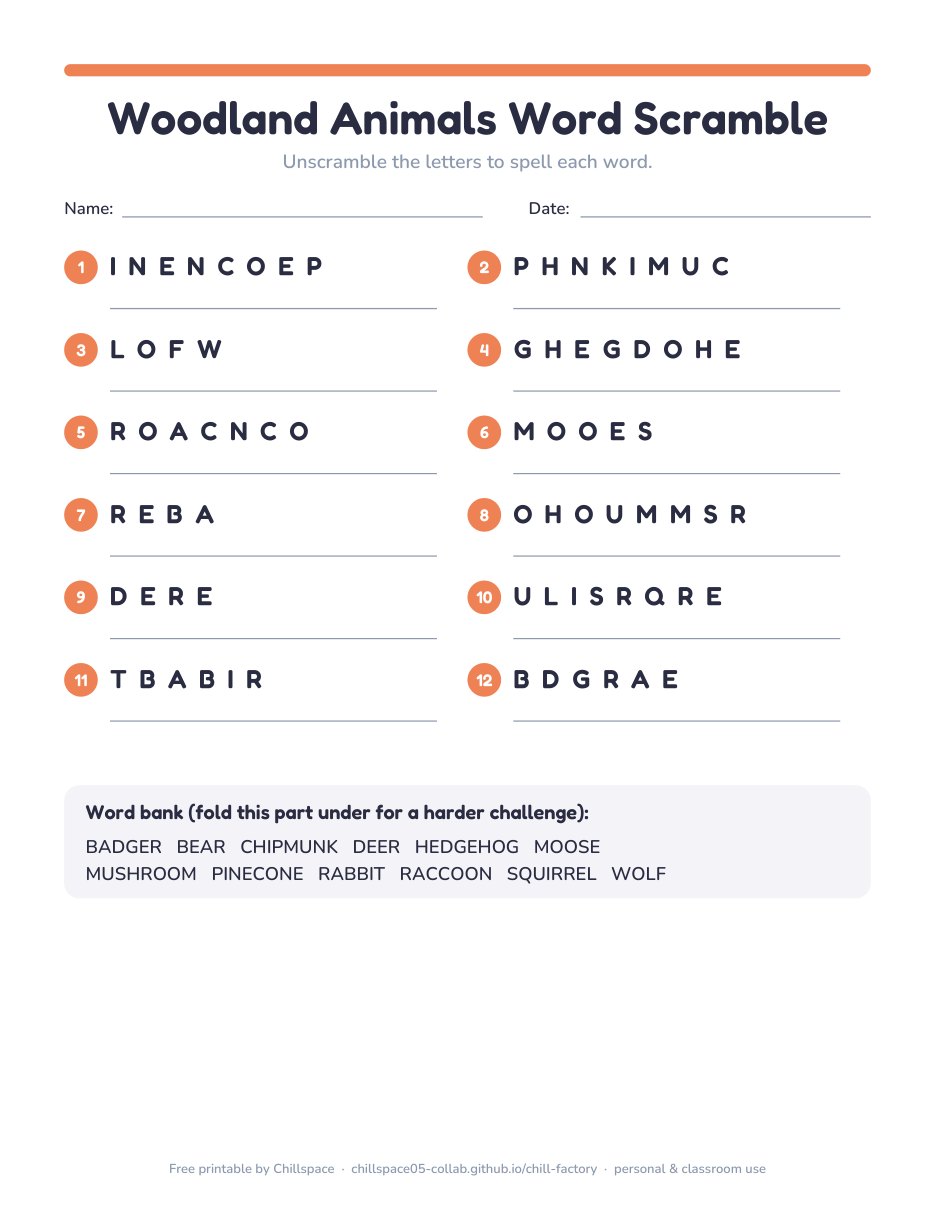 Woodland Animals Word Scramble
Unscramble the letters to spell each word.
Name: Date:
1 I N E N C O E P
2 P H N K I M U C
3 L O F W
4 G H E G D O H E
5 R O A C N C O
6 M O O E S
7 R E B A
8 O H O U M M S R
9 D E R E
10 U L I S R Q R E
11 T B A B I R
12 B D G R A E
Word bank (fold this part under for a harder challenge):
BADGER BEAR CHIPMUNK DEER HEDGEHOG MOOSE
MUSHROOM PINECONE RABBIT RACCOON SQUIRREL WOLF
Free printable by Chillspace · chillspace05-collab.github.io/chill-factory · personal & classroom use